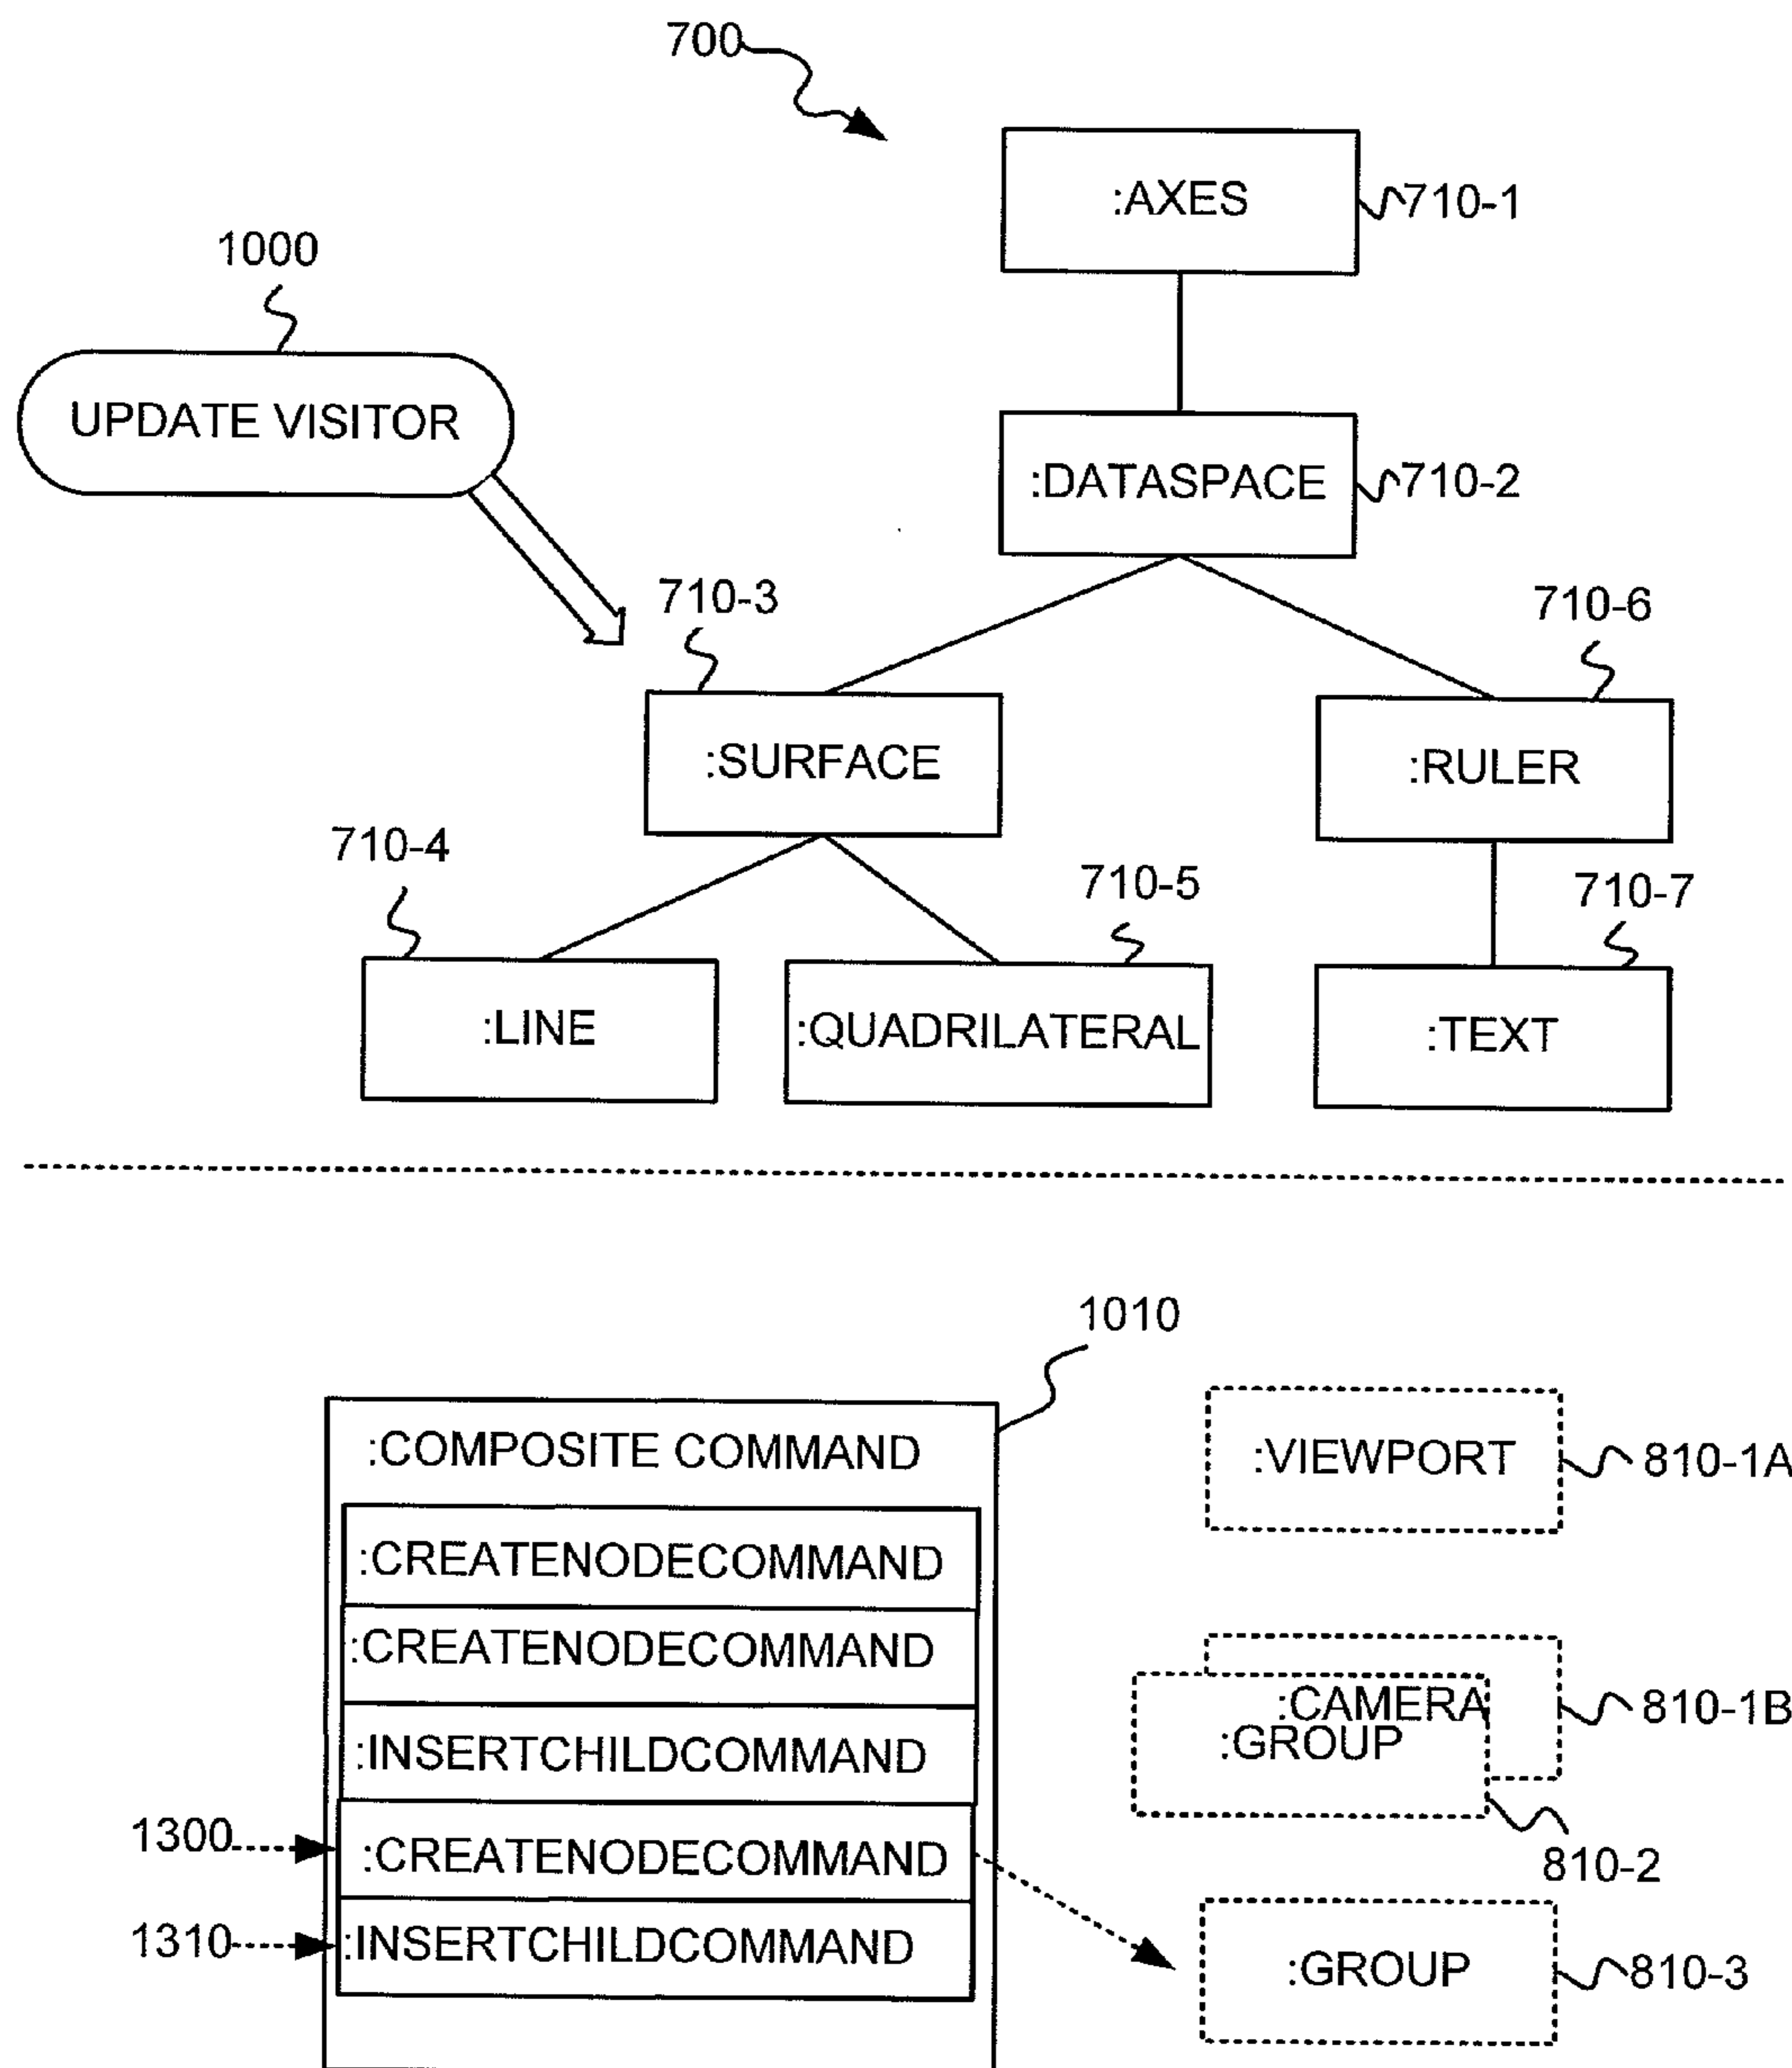 700
:AXES
710-1
1000
UPDATE VISITOR
:DATASPACE
710-2
710-3
710-6
:SURFACE
:RULER
710-4
710-5
710-7
:LINE
:QUADRILATERAL
:TEXT
1010
:COMPOSITE COMMAND
:VIEWPORT
810-1A
:CREATENODECOMMAND
:CREATENODECOMMAND
:CAMERA
810-1B
:GROUP
:INSERTCHILDCOMMAND
1300
:CREATENODECOMMAND
810-2
1310
:INSERTCHILDCOMMAND
:GROUP
810-3